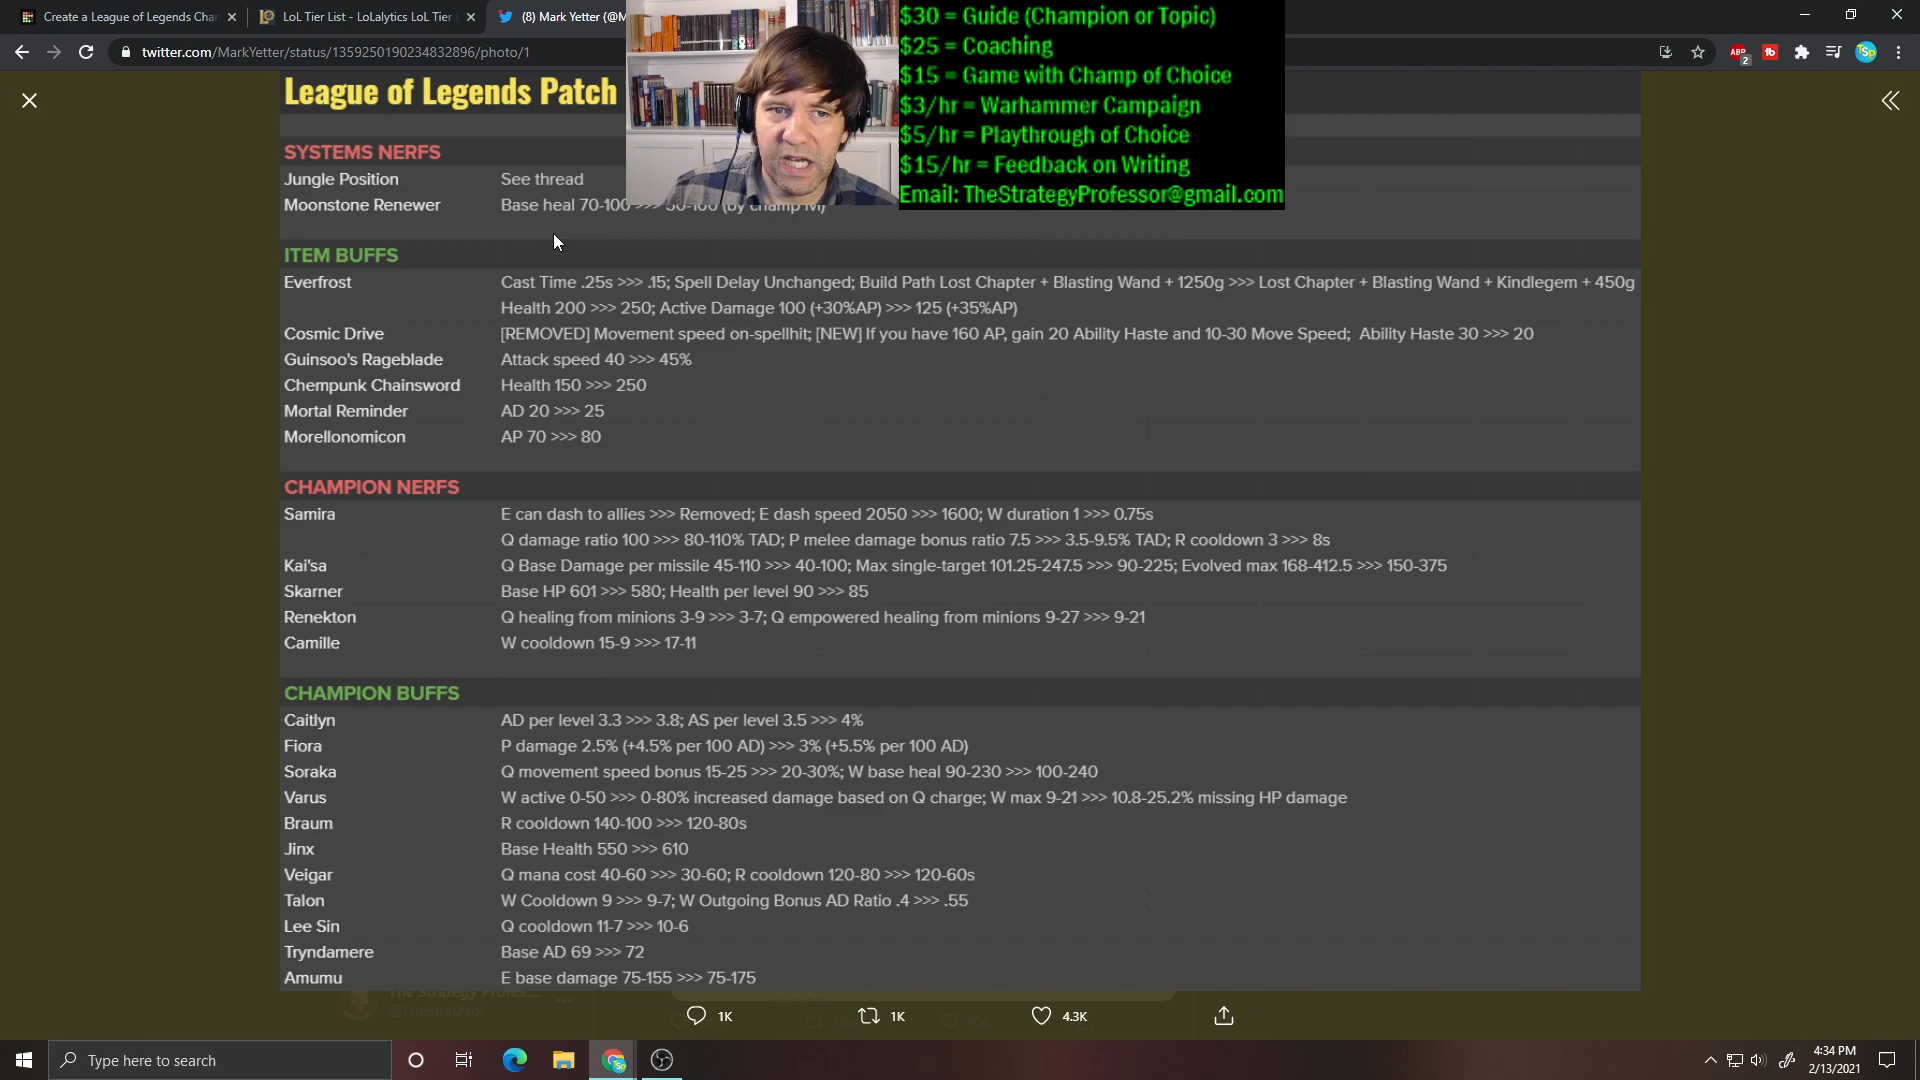 Create a League of Legends Cha
LoL Tier List - LoLalytics LoL Tier
(8) Mark Yetter (@M
twitter.com/MarkYetter/status/1359250190234832896/photo/1
ABP
2
$30 = Guide (Champion or Topic)
$25 = Coaching
$15 = Game with Champ of Choice
$3/hr = Warhammer Campaign
$5/hr = Playthrough of Choice
$15/hr = Feedback on Writing
Email: TheStrategyProfessor@gmail.com
League of Legends Patch
SYSTEMS NERFS
Jungle Position See thread
Moonstone Renewer Base heal 70-100 >>> 50-100 (by champ lvl)
ITEM BUFFS
Everfrost Cast Time .25s >>> .15; Spell Delay Unchanged; Build Path Lost Chapter + Blasting Wand + 1250g >>> Lost Chapter + Blasting Wand + Kindlegem + 450g
Health 200 >>> 250; Active Damage 100 (+30%AP) >>> 125 (+35%AP)
Cosmic Drive [REMOVED] Movement speed on-spellhit; [NEW] If you have 160 AP, gain 20 Ability Haste and 10-30 Move Speed; Ability Haste 30 >>> 20
Guinsoo's Rageblade Attack speed 40 >>> 45%
Chempunk Chainsword Health 150 >>> 250
Mortal Reminder AD 20 >>> 25
Morellonomicon AP 70 >>> 80
CHAMPION NERFS
Samira E can dash to allies >>> Removed; E dash speed 2050 >>> 1600; W duration 1 >>> 0.75s
Q damage ratio 100 >>> 80-110% TAD; P melee damage bonus ratio 7.5 >>> 3.5-9.5% TAD; R cooldown 3 >>> 8s
Kai'sa Q Base Damage per missile 45-110 >>> 40-100; Max single-target 101.25-247.5 >>> 90-225; Evolved max 168-412.5 >>> 150-375
Skarner Base HP 601 >>> 580; Health per level 90 >>> 85
Renekton Q healing from minions 3-9 >>> 3-7; Q empowered healing from minions 9-27 >>> 9-21
Camille W cooldown 15-9 >>> 17-11
CHAMPION BUFFS
Caitlyn AD per level 3.3 >>> 3.8; AS per level 3.5 >>> 4%
Fiora P damage 2.5% (+4.5% per 100 AD) >>> 3% (+5.5% per 100 AD)
Soraka Q movement speed bonus 15-25 >>> 20-30%; W base heal 90-230 >>> 100-240
Varus W active 0-50 >>> 0-80% increased damage based on Q charge; W max 9-21 >>> 10.8-25.2% missing HP damage
Braum R cooldown 140-100 >>> 120-80s
Jinx Base Health 550 >>> 610
Veigar Q mana cost 40-60 >>> 30-60; R cooldown 120-80 >>> 120-60s
Talon W Cooldown 9 >>> 9-7; W Outgoing Bonus AD Ratio .4 >>> .55
Lee Sin Q cooldown 11-7 >>> 10-6
Tryndamere Base AD 69 >>> 72
Amumu E base damage 75-155 >>> 75-175
The Strategy Profes...
@TheStratProf
1K 1K 4.3K
Type here to search
4:34 PM
2/13/2021